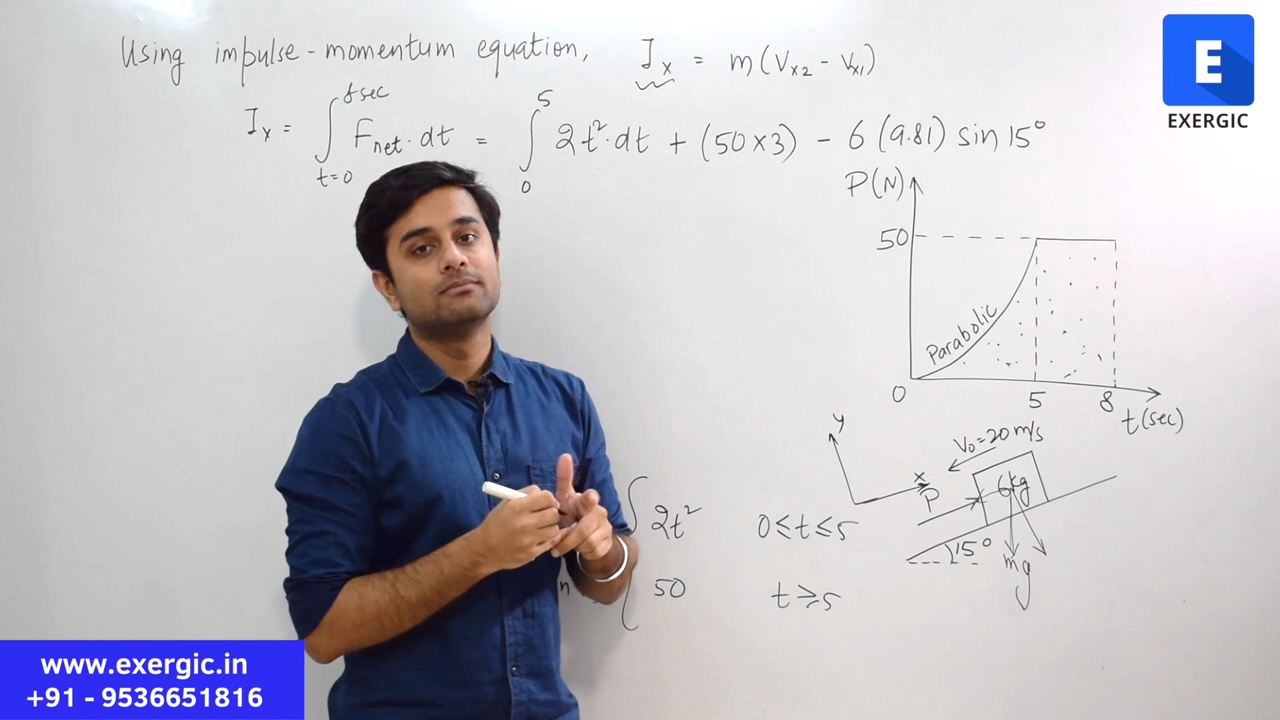 Using impulse-momentum equation, Ix = m(Vx2 - Vx1)
Ix = ∫ t=0 8sec Fnet·dt = ∫ 0 5 2t²·dt + (50×3) - 6 (9.81) sin 15°
E
EXERGIC
P(N)
50
Parabolic
0
5
8
t(sec)
y
x
P
V₀=20 m/s
6kg
15°
mg
2t² 0≤t≤5
50 t≥5
www.exergic.in
+91 - 9536651816